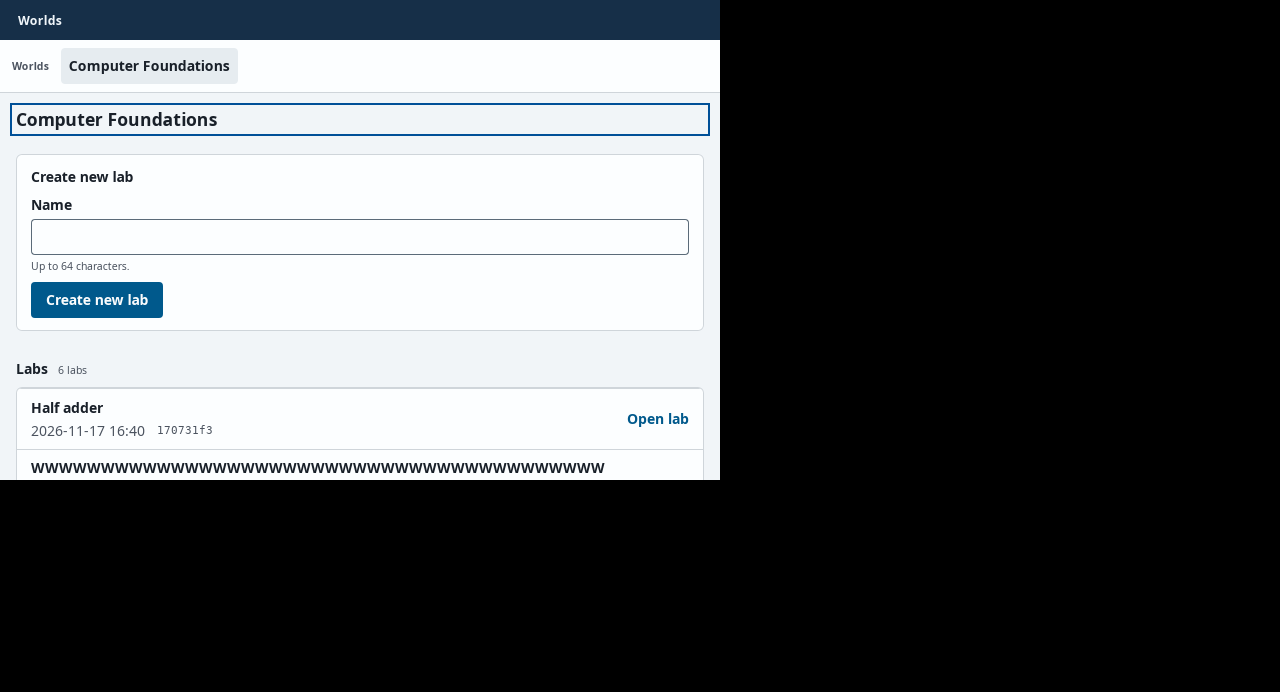 Worlds
Worlds Computer Foundations
Computer Foundations
Create new lab
Name
Up to 64 characters.
Create new lab
Labs 6 labs
Half adder
Open lab
2026-11-17 16:40 170731f3
WWWWWWWWWWWWWWWWWWWWWWWWWWWWWWWWWWWWWWWWW